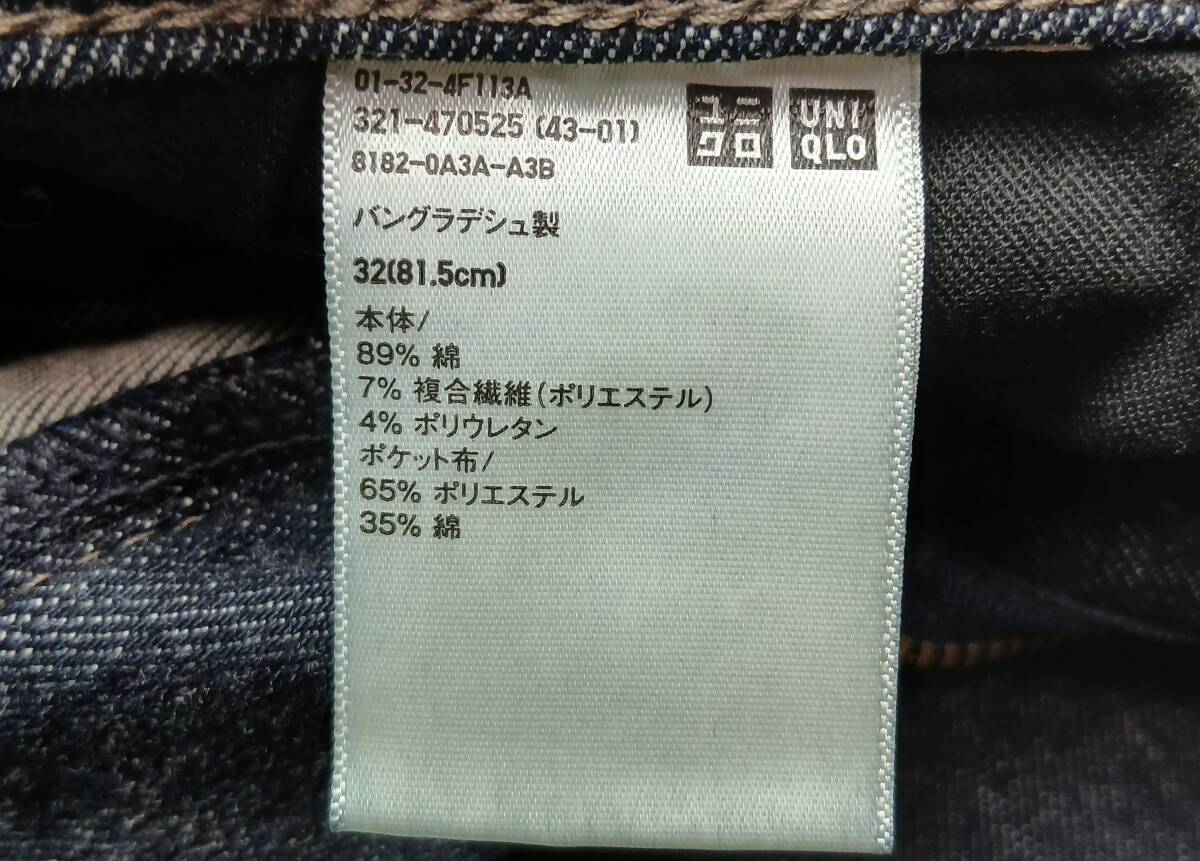 01-32-4F113A
321-470525 (43-01)
8182-0A3A-A3B
ユニ
クロ
UNI
QLO
バングラデシュ製
32(81.5cm)
本体/
89% 綿
7% 複合繊維(ポリエステル)
4% ポリウレタン
ポケット布/
65% ポリエステル
35% 綿